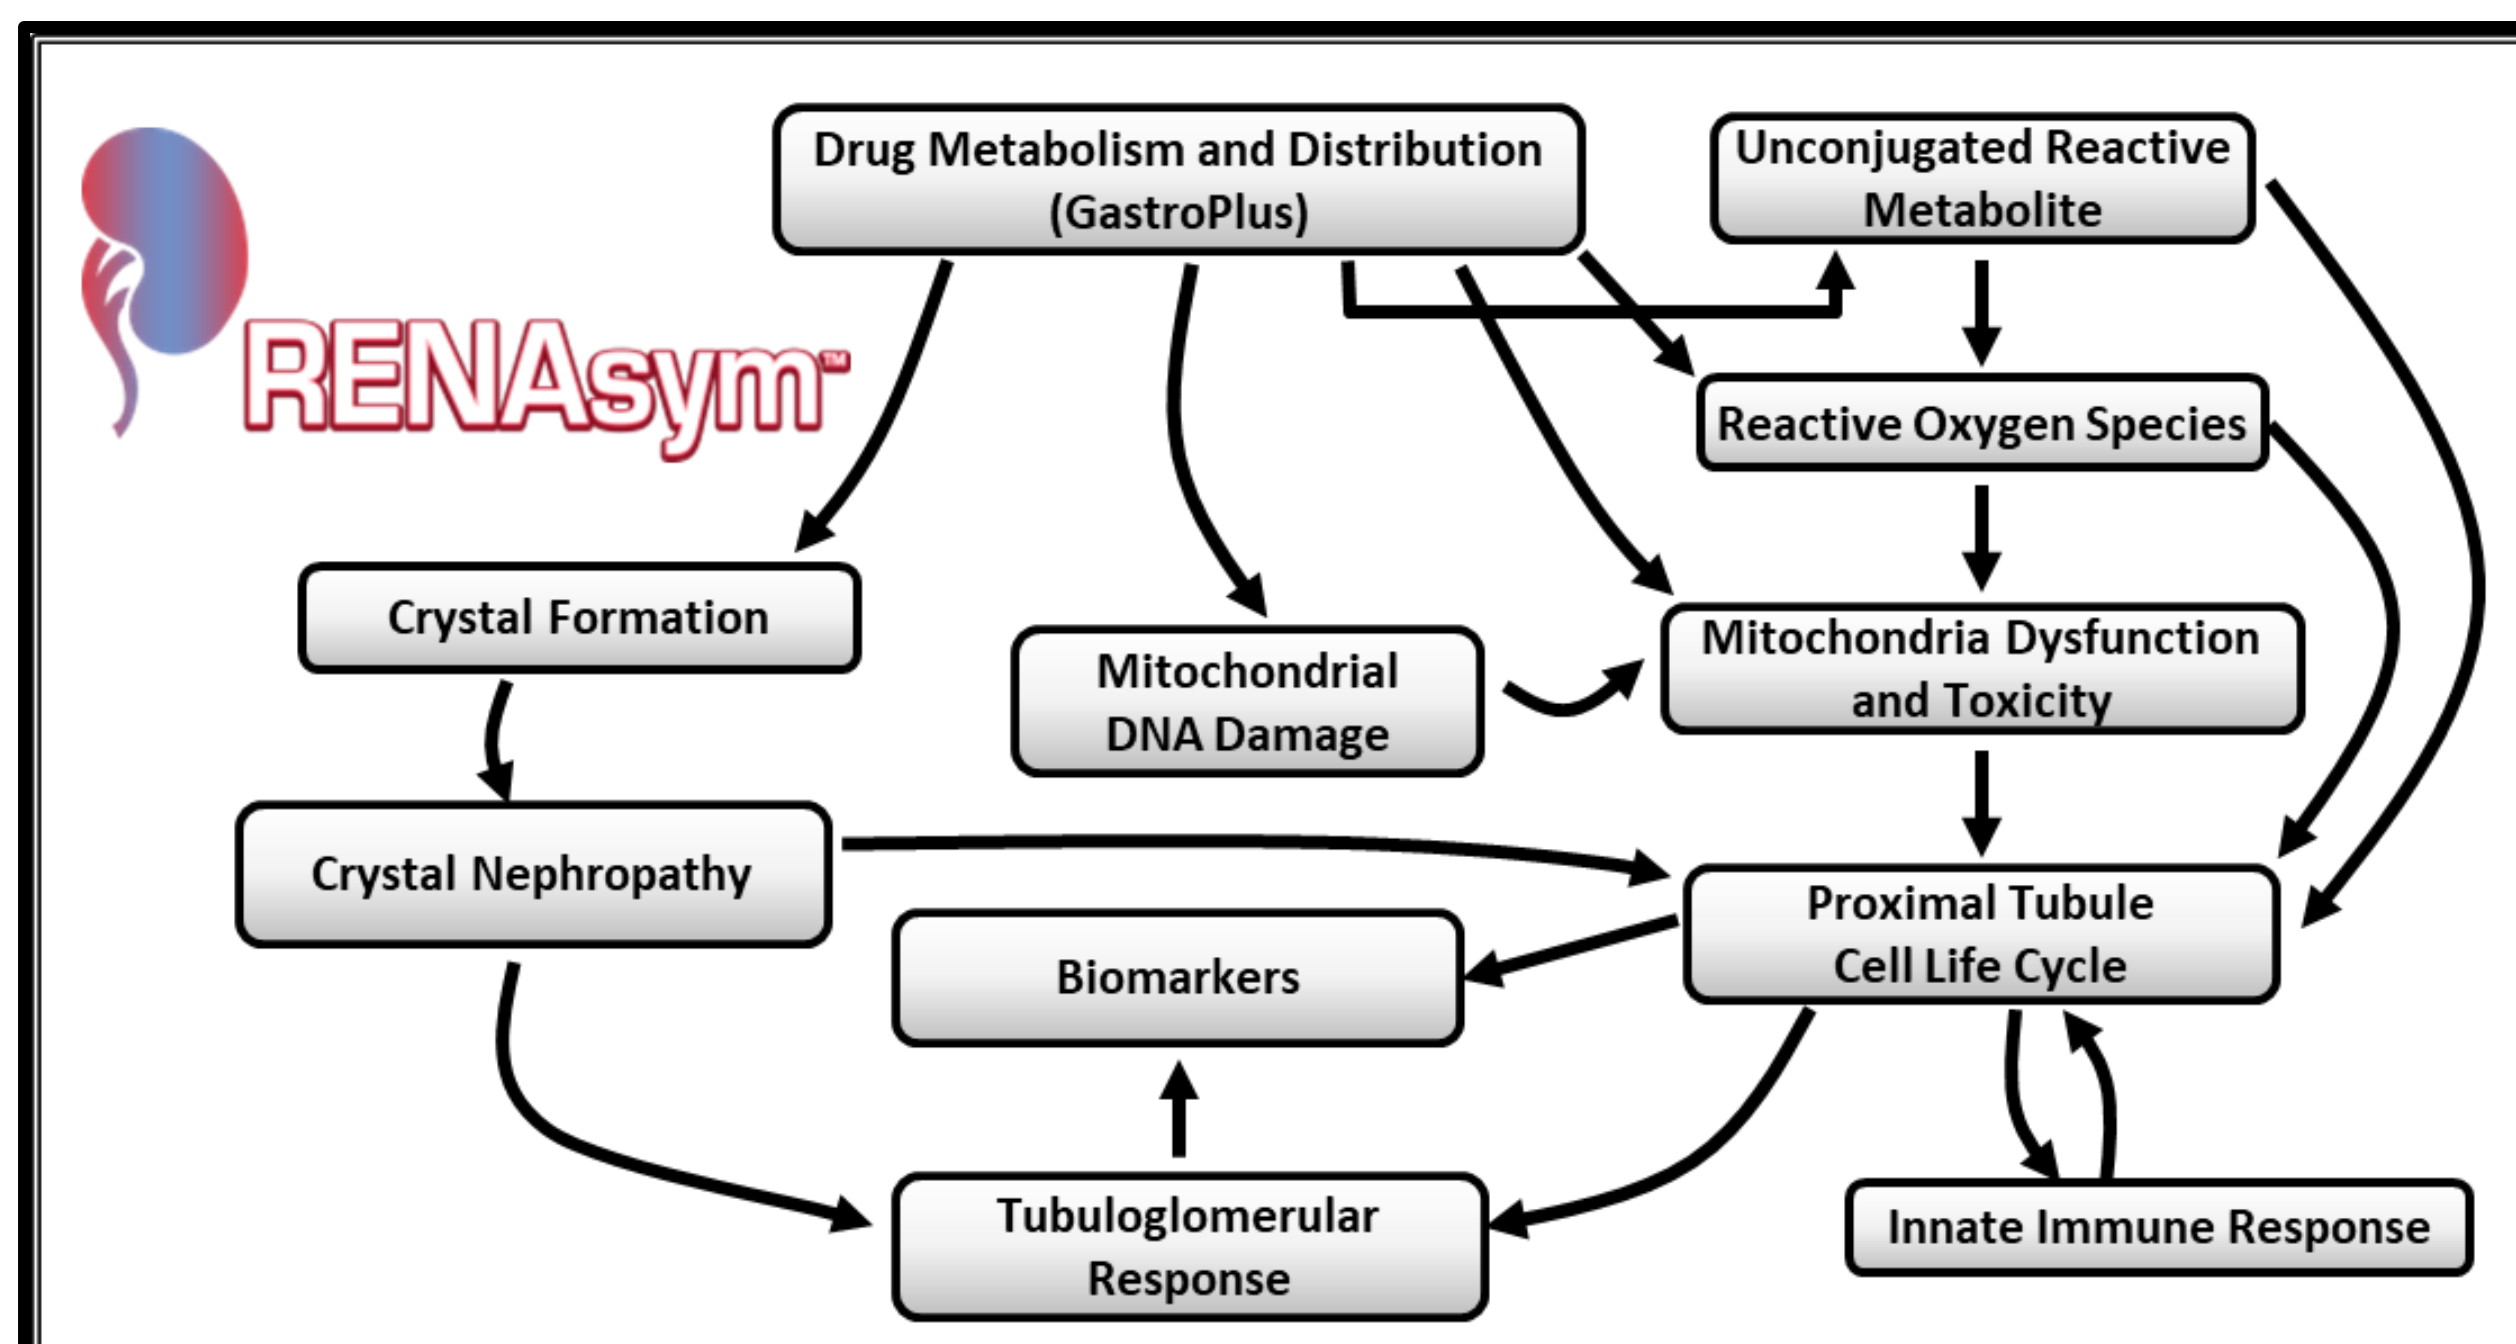 Drug Metabolism and Distribution
(GastroPlus)
Unconjugated Reactive
Metabolite
RENAsym™
Reactive Oxygen Species
Crystal Formation
Mitochondrial
DNA Damage
Mitochondria Dysfunction
and Toxicity
Crystal Nephropathy
Biomarkers
Proximal Tubule
Cell Life Cycle
Tubuloglomerular
Response
Innate Immune Response